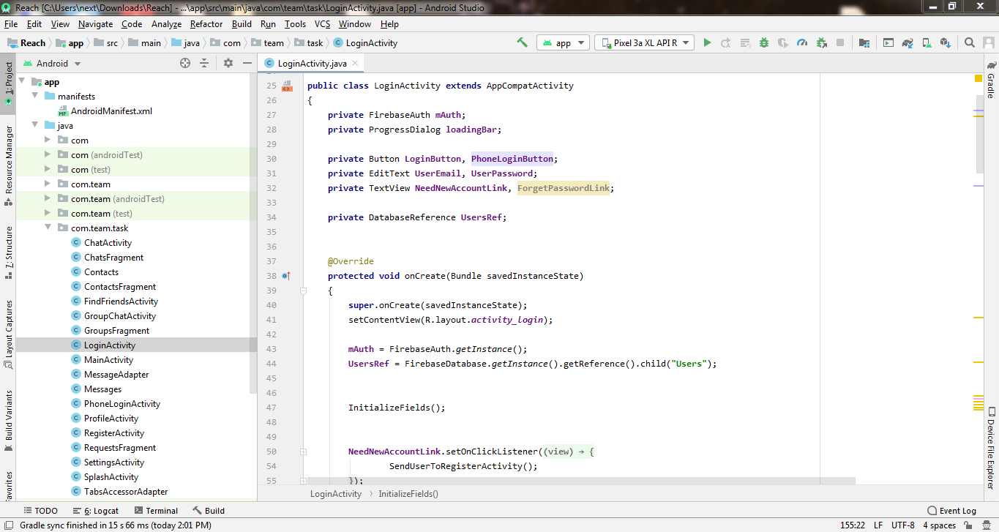 Reach [C:\Users\next\Downloads\Reach] - ...\app\src\main\java\com\team\task\LoginActivity.java [app] - Android Studio
File Edit View Navigate Code Analyze Refactor Build Run Tools VCS Window Help
Reach app src main java com team task LoginActivity app Pixel 3a XL API R
Android LoginActivity.java
1: Project
Resource Manager
7: Structure
Layout Captures
Build Variants
Favorites
app
manifests
AndroidManifest.xml
java
com
com (androidTest)
com (test)
com.team
com.team (androidTest)
com.team (test)
com.team.task
ChatActivity
ChatsFragment
Contacts
ContactsFragment
FindFriendsActivity
GroupChatActivity
GroupsFragment
LoginActivity
MainActivity
MessageAdapter
Messages
PhoneLoginActivity
ProfileActivity
RegisterActivity
RequestsFragment
SettingsActivity
SplashActivity
TabsAccessorAdapter
25 public class LoginActivity extends AppCompatActivity
26 {
27 private FirebaseAuth mAuth;
28 private ProgressDialog loadingBar;
29
30 private Button LoginButton, PhoneLoginButton;
31 private EditText UserEmail, UserPassword;
32 private TextView NeedNewAccountLink, ForgetPasswordLink;
33
34 private DatabaseReference UsersRef;
35
36
37 @Override
38 protected void onCreate(Bundle savedInstanceState)
39 {
40 super.onCreate(savedInstanceState);
41 setContentView(R.layout.activity_login);
42
43 mAuth = FirebaseAuth.getInstance();
44 UsersRef = FirebaseDatabase.getInstance().getReference().child("Users");
45
46
47 InitializeFields();
48
49
50 NeedNewAccountLink.setOnClickListener((view) → {
54 SendUserToRegisterActivity();
55 });
LoginActivity › InitializeFields()
Gradle
Device File Explorer
TODO 6: Logcat Terminal Build Event Log
Gradle sync finished in 15 s 66 ms (today 2:01 PM) 155:22 LF UTF-8 4 spaces